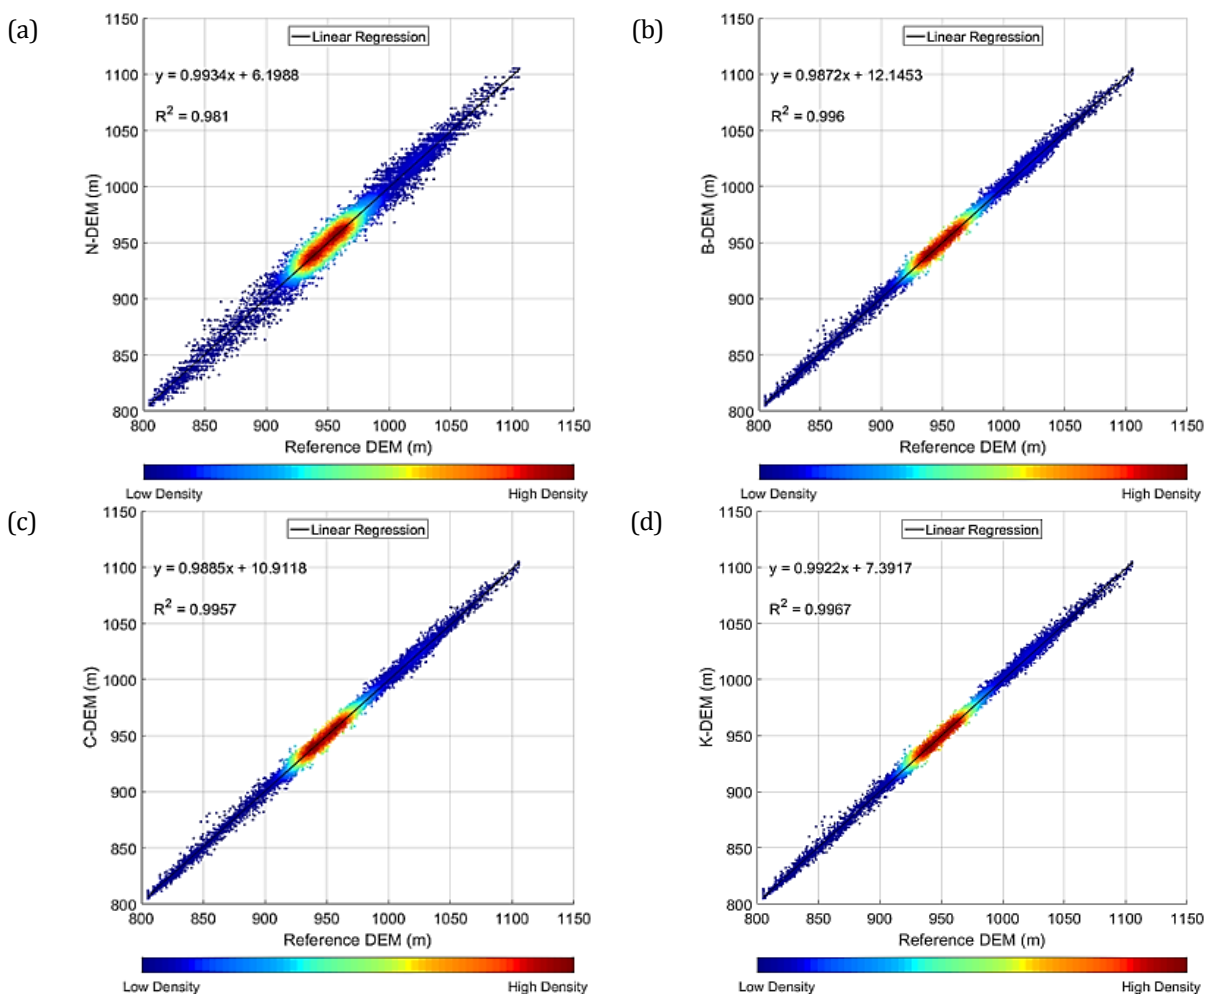 (a)
1150
1100
1050
1000
950
900
850
800
N-DEM (m)
Linear Regression
y = 0.9934x + 6.1988
R² = 0.981
800 850 900 950 1000 1050 1100 1150
Reference DEM (m)
Low Density High Density
(b)
1150
1100
1050
1000
950
900
850
800
B-DEM (m)
Linear Regression
y = 0.9872x + 12.1453
R² = 0.996
800 850 900 950 1000 1050 1100 1150
Reference DEM (m)
Low Density High Density
(c)
1150
1100
1050
1000
950
900
850
800
C-DEM (m)
Linear Regression
y = 0.9885x + 10.9118
R² = 0.9957
800 850 900 950 1000 1050 1100 1150
Reference DEM (m)
Low Density High Density
(d)
1150
1100
1050
1000
950
900
850
800
K-DEM (m)
Linear Regression
y = 0.9922x + 7.3917
R² = 0.9967
800 850 900 950 1000 1050 1100 1150
Reference DEM (m)
Low Density High Density